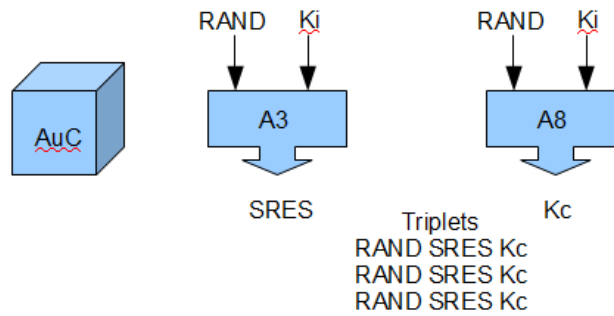 RAND Ki
RAND Ki
AuC
A3
A8
SRES
Kc
Triplets
RAND SRES Kc
RAND SRES Kc
RAND SRES Kc